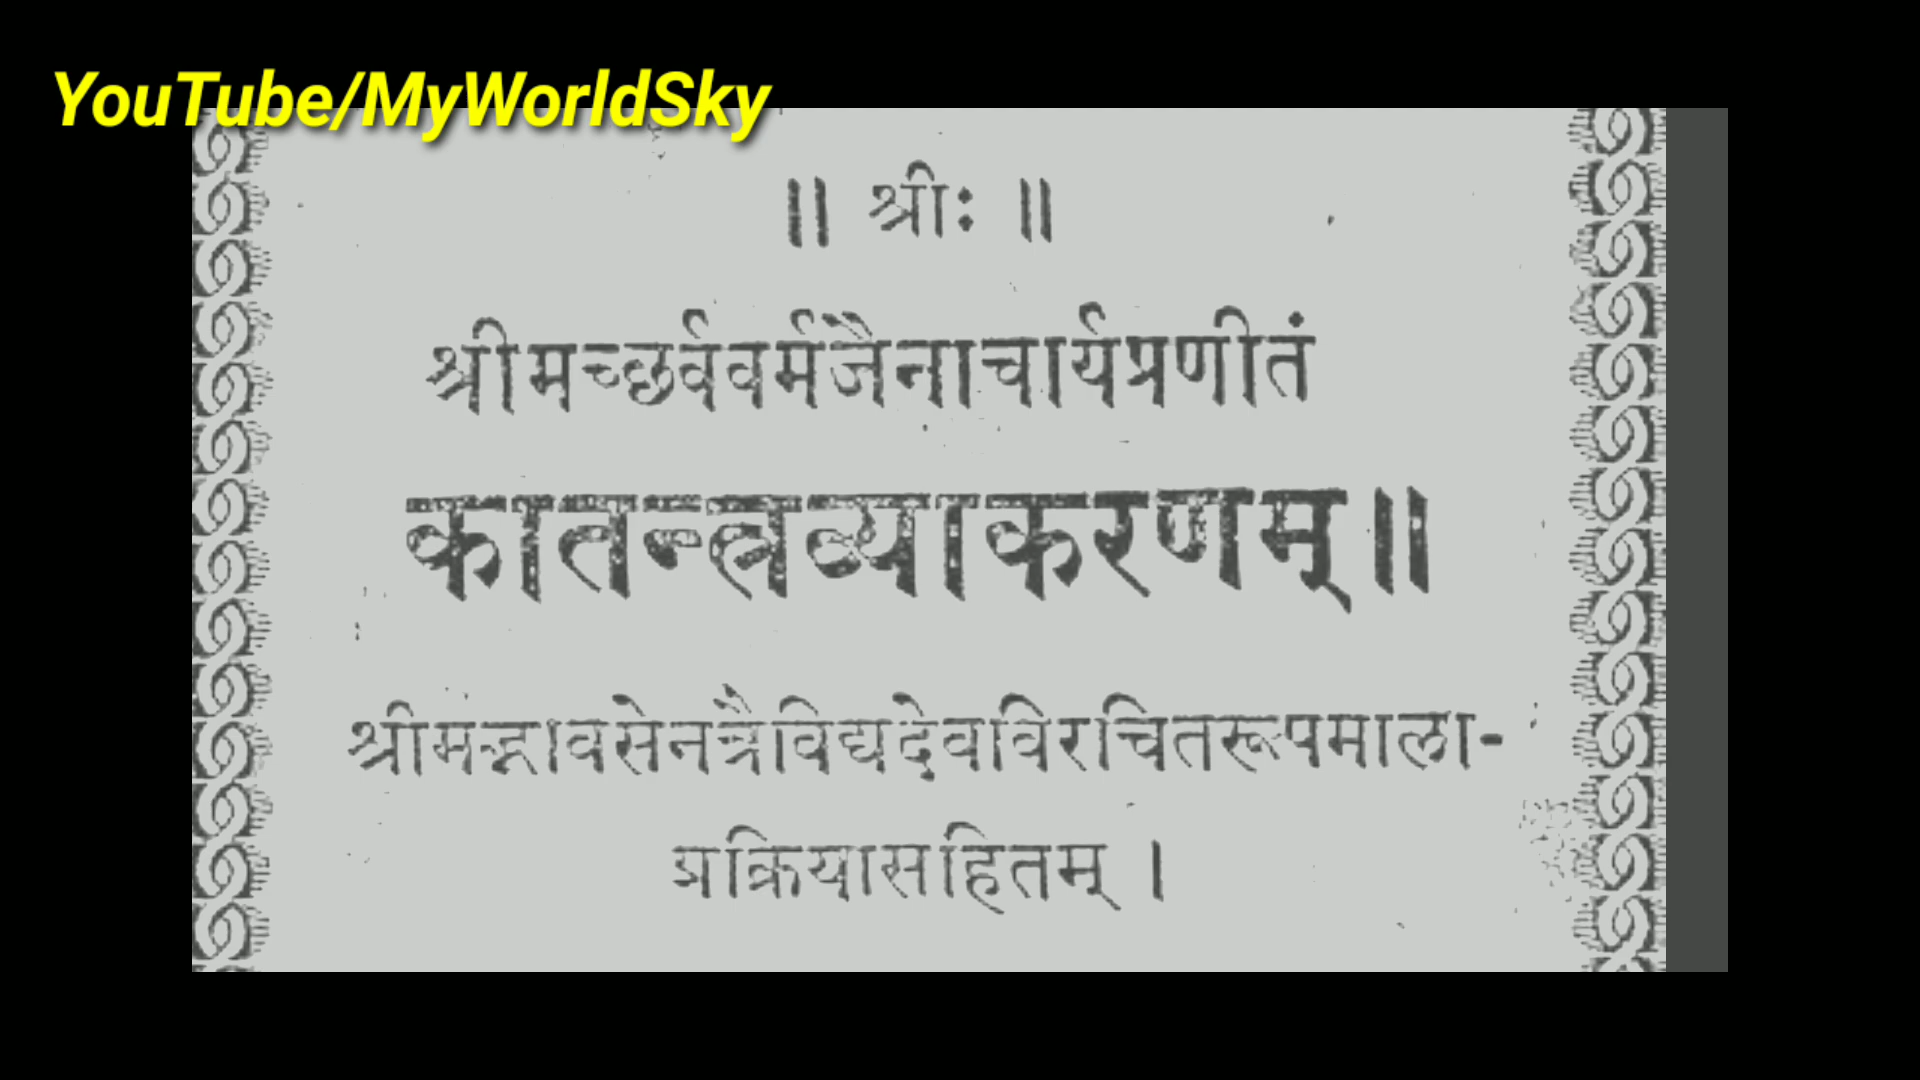 YouTube/MyWorldSky
॥ श्रीः ॥
श्रीमच्छर्ववर्मजैनाचार्यप्रणीतं
कातन्त्रव्याकरणम्॥
श्रीमद्भावसेनत्रैविद्यदेवविरचितरूपमाला-
प्रक्रियासहितम् ।